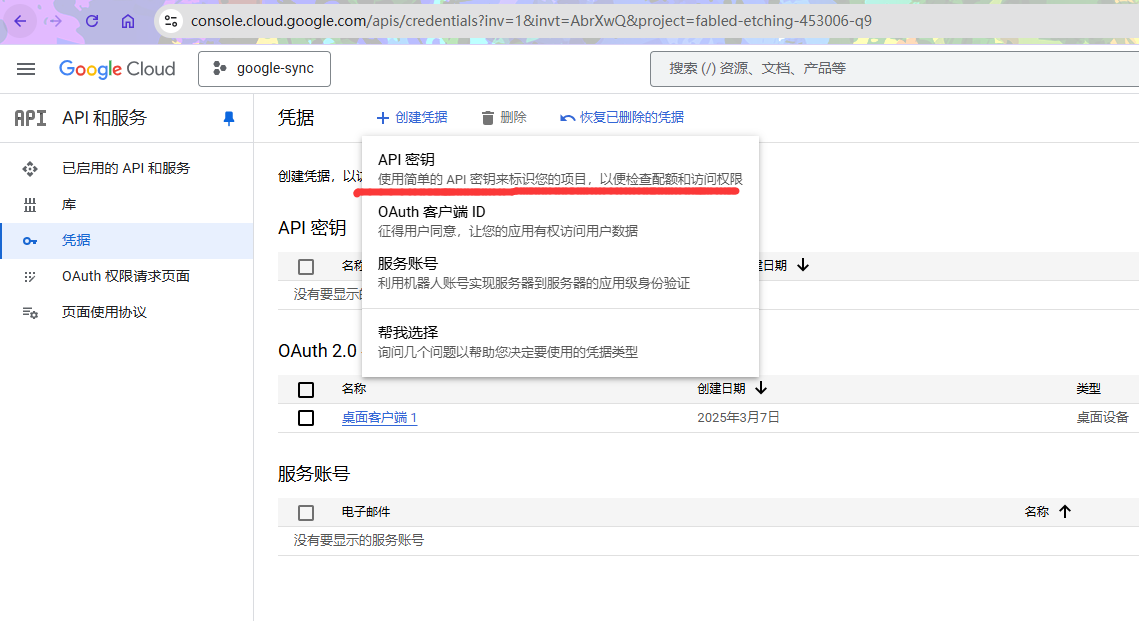 console.cloud.google.com/apis/credentials?inv=1&invt=AbrXwQ&project=fabled-etching-453006-q9
Google Cloud
google-sync
搜索 (/) 资源、文档、产品等
API
API 和服务
凭据
创建凭据
删除
恢复已删除的凭据
已启用的 API 和服务
库
凭据
OAuth 权限请求页面
页面使用协议
创建凭据，以
API 密钥
使用简单的 API 密钥来标识您的项目，以便检查配额和访问权限
OAuth 客户端 ID
征得用户同意，让您的应用有权访问用户数据
服务账号
利用机器人账号实现服务器到服务器的应用级身份验证
帮我选择
询问几个问题以帮助您决定要使用的凭据类型
API 密钥
名称
日期
没有要显示的
OAuth 2.0
名称
创建日期
类型
桌面客户端 1
2025年3月7日
桌面设备
服务账号
电子邮件
名称
没有要显示的服务账号